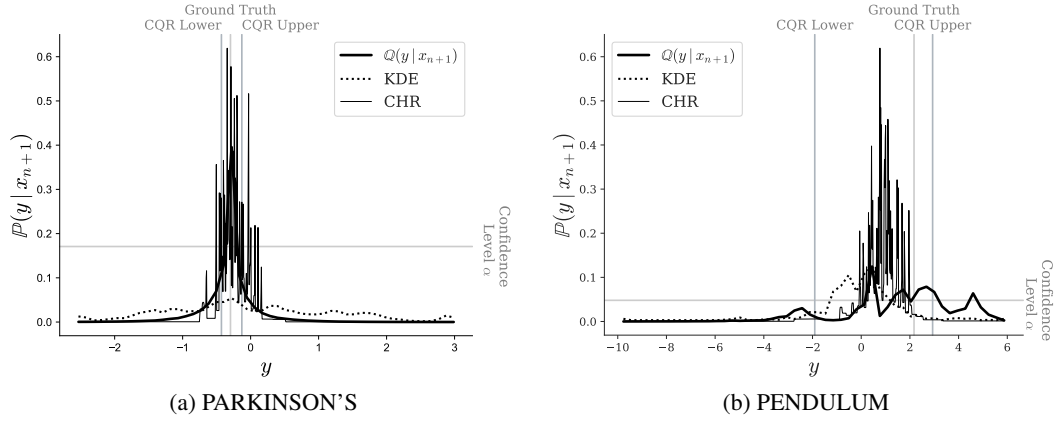 Ground Truth
CQR Lower
CQR Upper
0.6
0.5
0.4
0.3
0.2
0.1
0.0
ℙ(y | x_{n+1})
ℚ(y | x_{n+1})
KDE
CHR
Confidence
Level α
−2
−1
0
1
2
3
y
(a) PARKINSON'S
Ground Truth
CQR Lower
CQR Upper
0.6
0.5
0.4
0.3
0.2
0.1
0.0
ℙ(y | x_{n+1})
ℚ(y | x_{n+1})
KDE
CHR
Confidence
Level α
−10
−8
−6
−4
−2
0
2
4
6
y
(b) PENDULUM